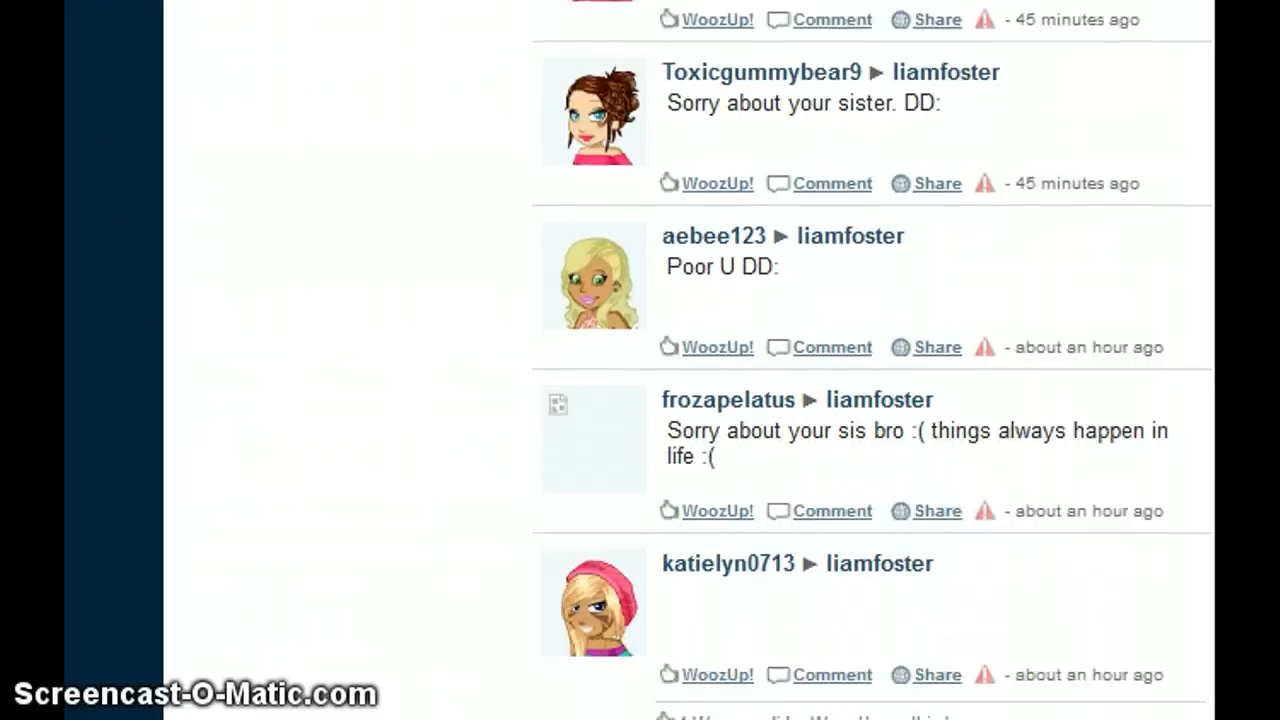 WoozUp! Comment Share - 45 minutes ago
Toxicgummybear9 ► liamfoster
Sorry about your sister. DD:
WoozUp! Comment Share - 45 minutes ago
aebee123 ► liamfoster
Poor U DD:
WoozUp! Comment Share - about an hour ago
frozapelatus ► liamfoster
Sorry about your sis bro :( things always happen in
life :(
WoozUp! Comment Share - about an hour ago
katielyn0713 ► liamfoster
WoozUp! Comment Share - about an hour ago
Screencast-O-Matic.com